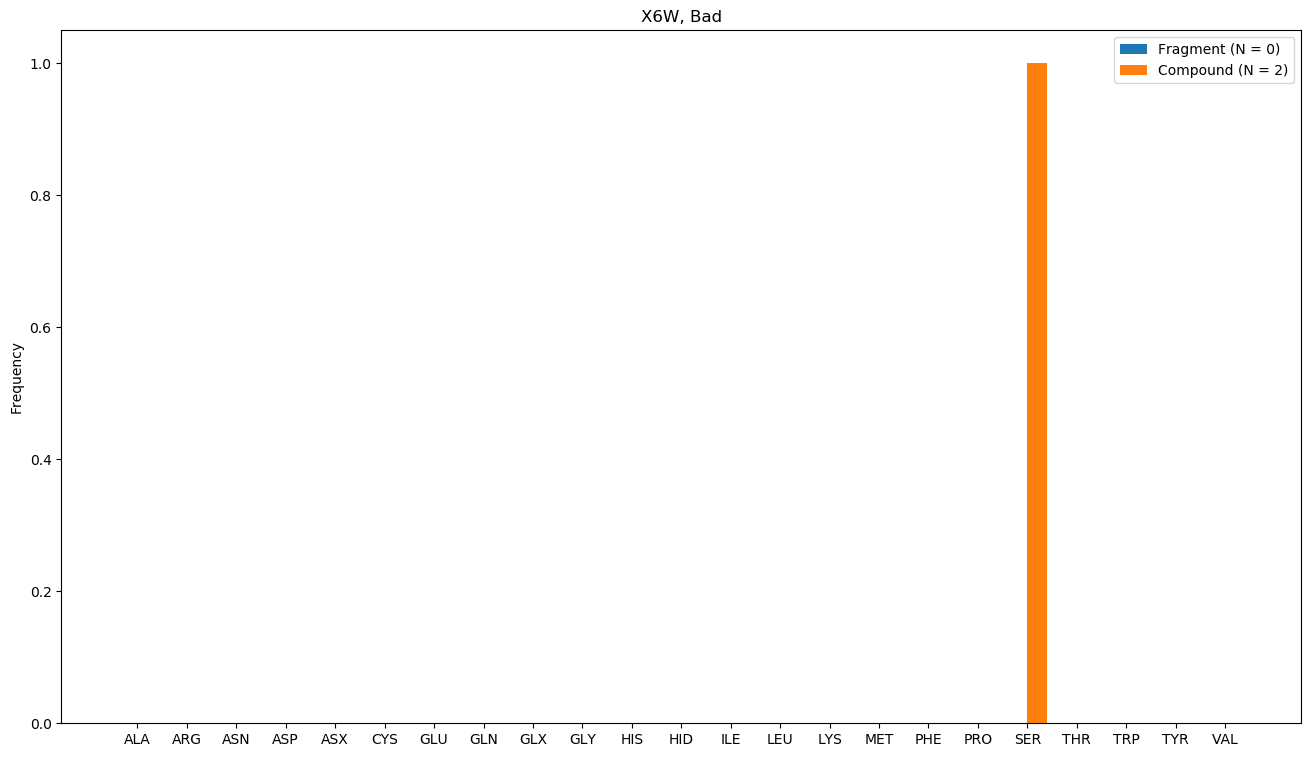 X6W, Bad
Fragment (N = 0)
Compound (N = 2)
Frequency
1.0
0.8
0.6
0.4
0.2
0.0
ALA ARG ASN ASP ASX CYS GLU GLN GLX GLY HIS HID ILE LEU LYS MET PHE PRO SER THR TRP TYR VAL